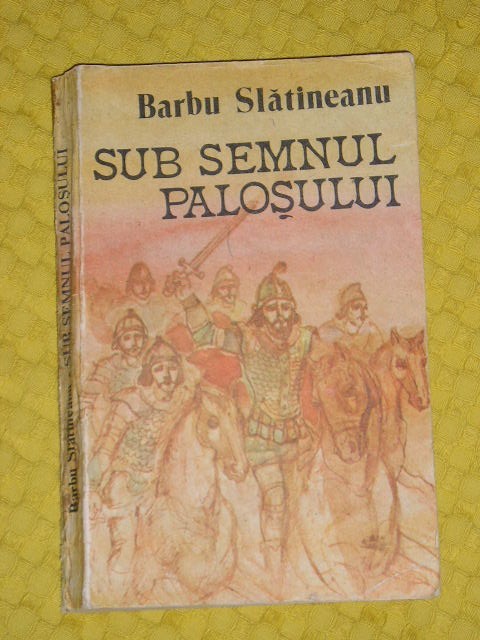 Barbu Slătineanu
SUB SEMNUL
PALOȘULUI
Barbu Slătineanu SUB SEMNUL PALOȘULUI